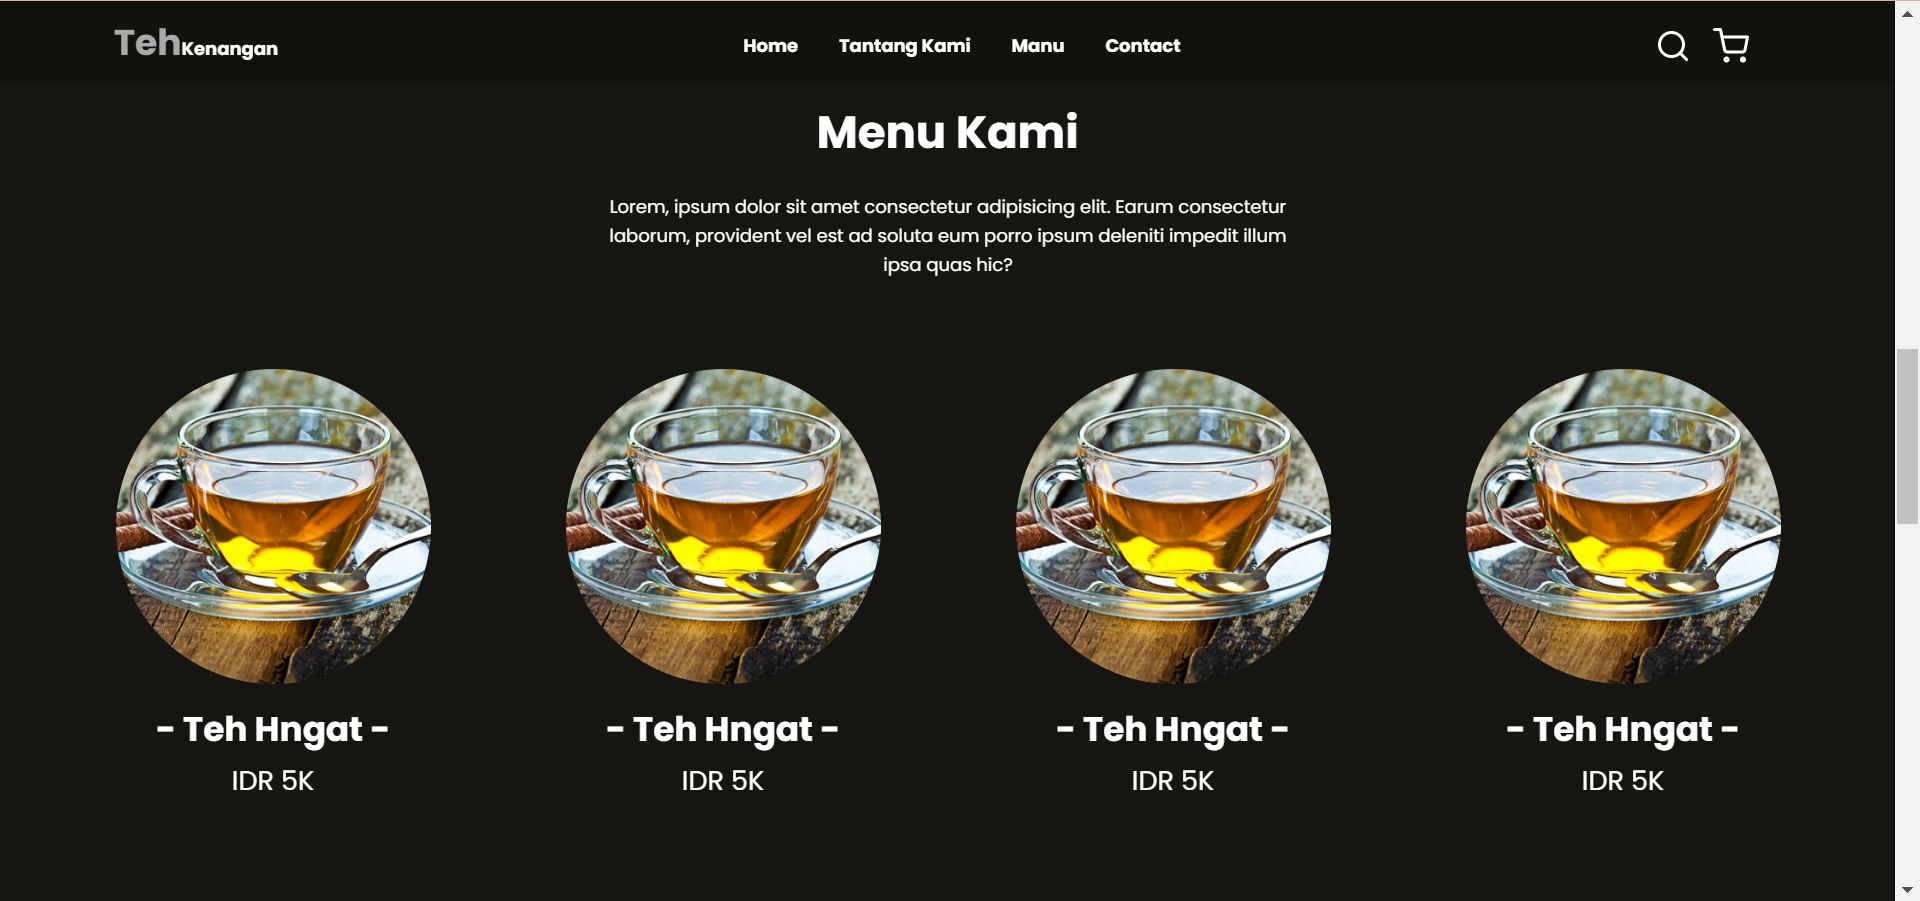 TehKenangan
Home Tantang Kami Manu Contact
Menu Kami
Lorem, ipsum dolor sit amet consectetur adipisicing elit. Earum consectetur
laborum, provident vel est ad soluta eum porro ipsum deleniti impedit illum
ipsa quas hic?
- Teh Hngat -
IDR 5K
- Teh Hngat -
IDR 5K
- Teh Hngat -
IDR 5K
- Teh Hngat -
IDR 5K